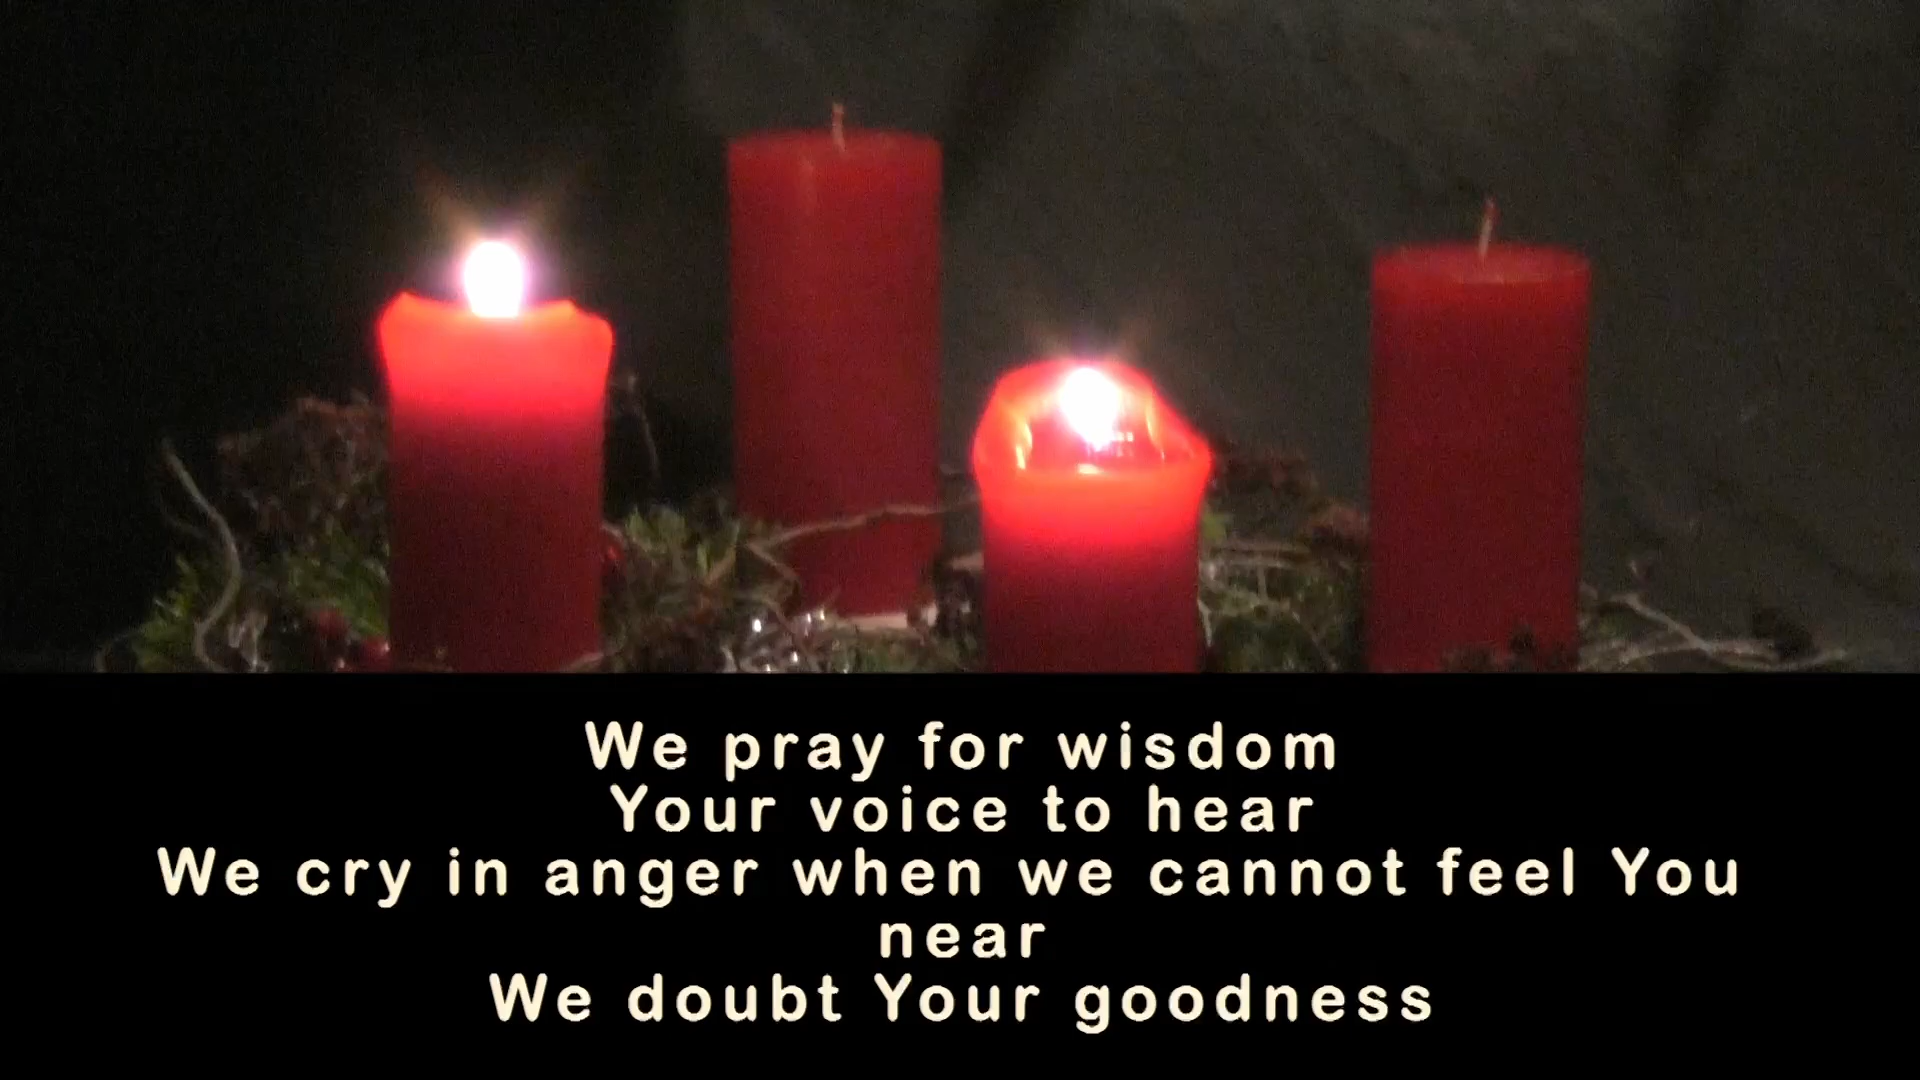 We pray for wisdom
Your voice to hear
We cry in anger when we cannot feel You
near
We doubt Your goodness